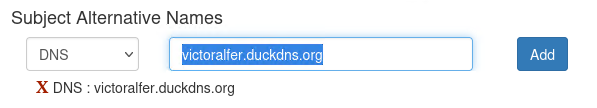 Subject Alternative Names
DNS victoralfer.duckdns.org Add
X DNS : victoralfer.duckdns.org